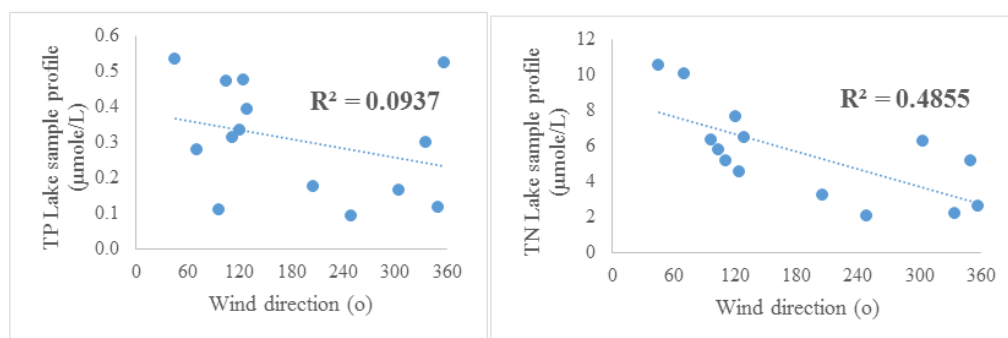 TP Lake sample profile
(µmole/L)
0.6
0.5
0.4
0.3
0.2
0.1
0.0
R² = 0.0937
0 60 120 180 240 300 360
Wind direction (o)
TN Lake sample profile
(µmole/L)
12
10
8
6
4
2
0
R² = 0.4855
0 60 120 180 240 300 360
Wind direction (o)